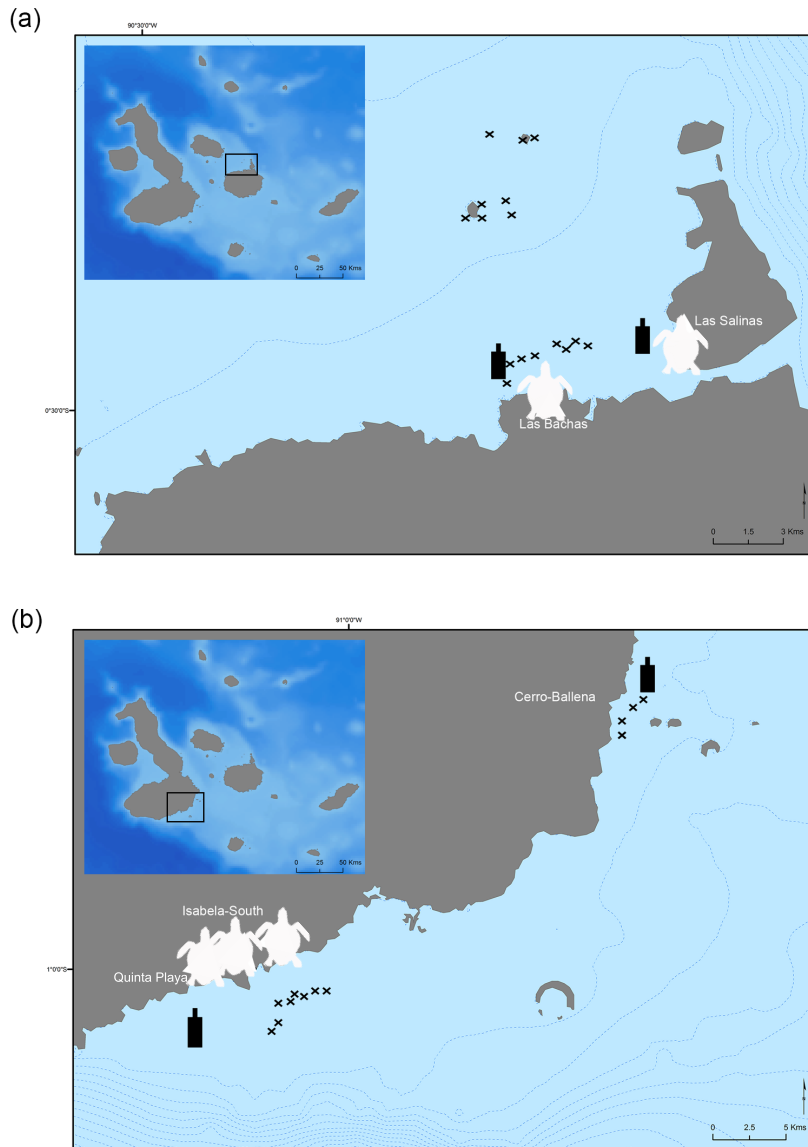 (a)
90°30'0"W
0 25 50 Kms
Las Salinas
Las Bachas
0°30'0"S
0 1.5 3 Kms
(b)
91°0'0"W
Cerro-Ballena
0 25 50 Kms
Isabela-South
Quinta Playa
1°0'0"S
0 2.5 5 Kms